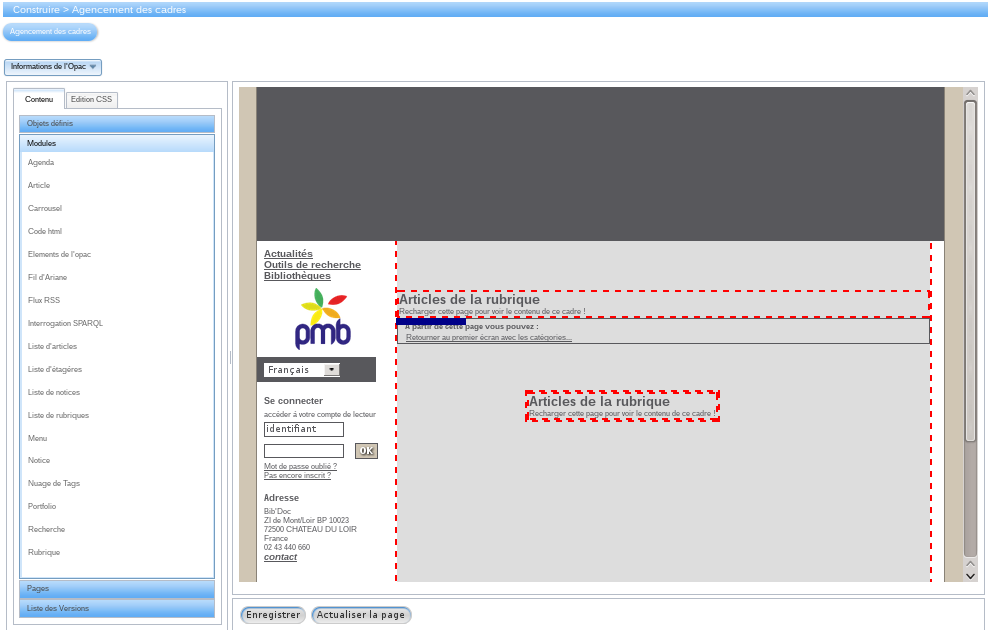 Construire > Agencement des cadres
Agencement des cadres
Informations de l'Opac
Contenu
Edition CSS
Objets définis
Modules
Agenda
Article
Carrousel
Code html
Elements de l'opac
Fil d'Ariane
Flux RSS
Interrogation SPARQL
Liste d'articles
Liste d'étagères
Liste de notices
Liste de rubriques
Menu
Notice
Nuage de Tags
Portfolio
Recherche
Rubrique
Pages
Liste des Versions
Actualités
Outils de recherche
Bibliothèques
pmb
Français
Se connecter
accéder à votre compte de lecteur
identifiant
OK
Mot de passe oublié ?
Pas encore inscrit ?
Adresse
Bib'Doc
ZI de Mont/Loir BP 10023
72500 CHATEAU DU LOIR
France
02 43 440 660
contact
Articles de la rubrique
Recharger cette page pour voir le contenu de ce cadre !
A partir de cette page vous pouvez :
Retourner au premier écran avec les catégories...
Articles de la rubrique
Recharger cette page pour voir le contenu de ce cadre !
Enregistrer
Actualiser la page